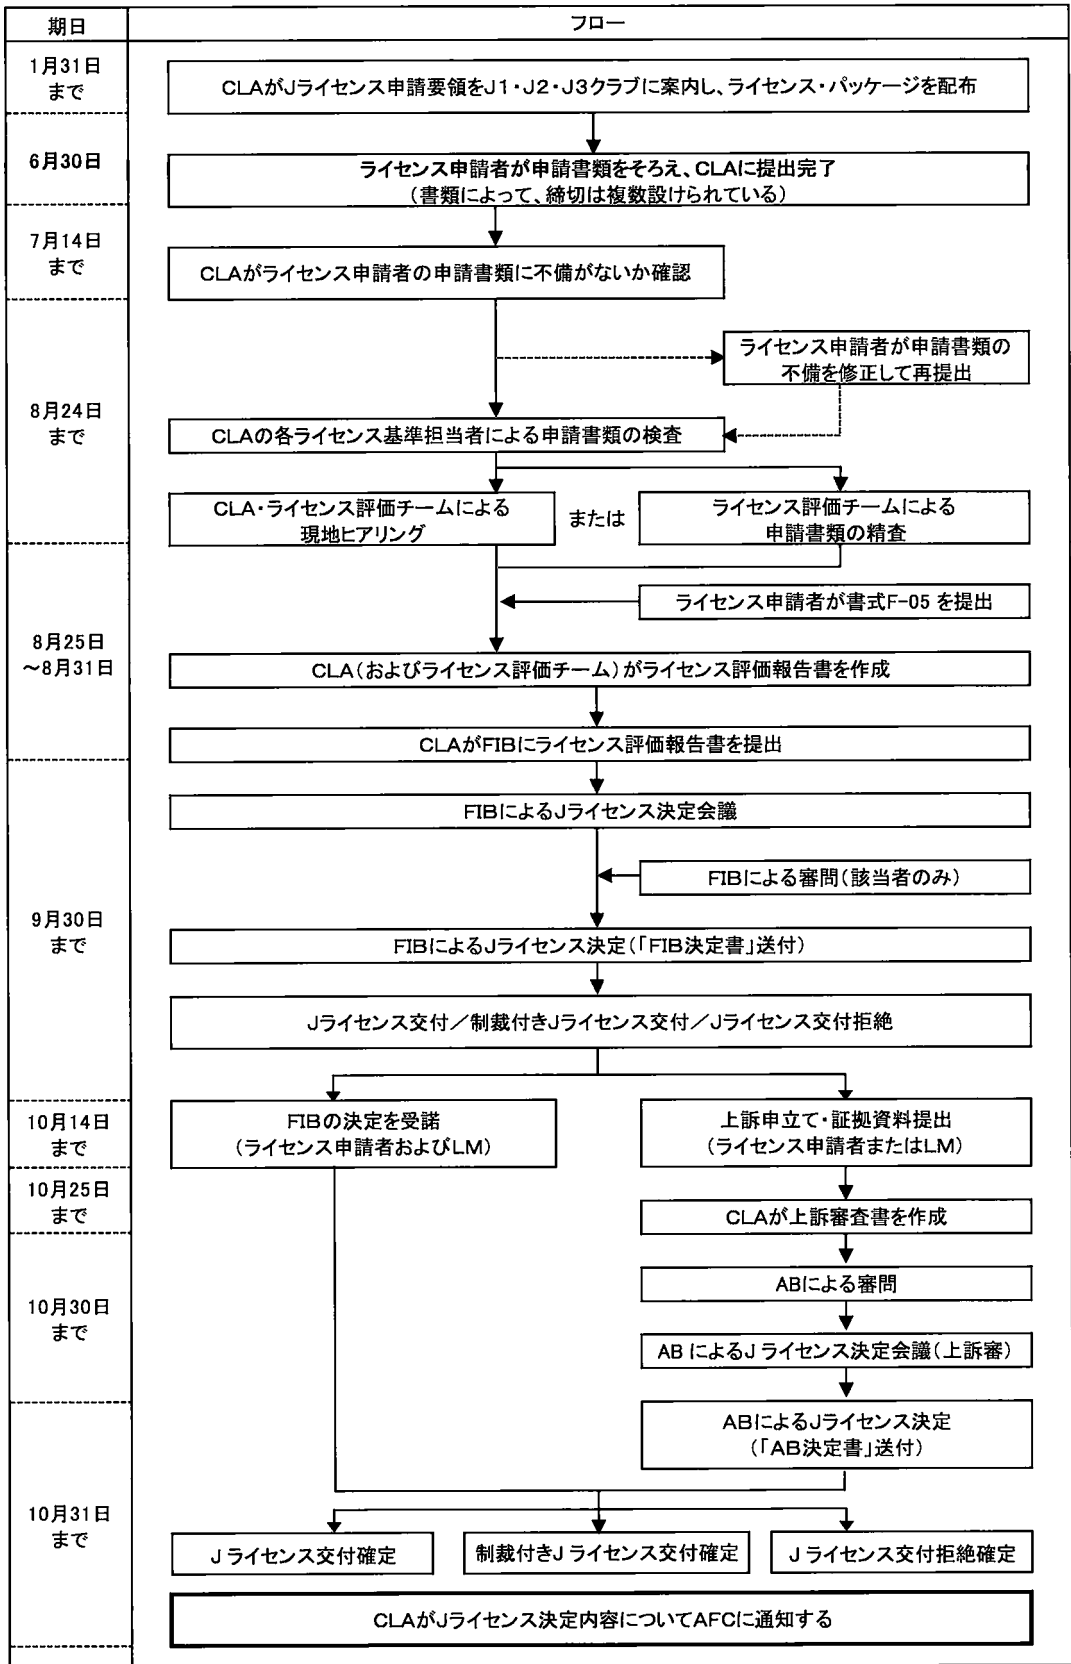 期日
フロー
1月31日
まで
CLAがJライセンス申請要領をJ1・J2・J3クラブに案内し、ライセンス・パッケージを配布
6月30日
ライセンス申請者が申請書類をそろえ、CLAに提出完了
（書類によって、締切は複数設けられている）
7月14日
まで
CLAがライセンス申請者の申請書類に不備がないか確認
ライセンス申請者が申請書類の
不備を修正して再提出
8月24日
まで
CLAの各ライセンス基準担当者による申請書類の検査
CLA・ライセンス評価チームによる
現地ヒアリング
または
ライセンス評価チームによる
申請書類の精査
ライセンス申請者が書式F-05 を提出
8月25日
～8月31日
CLA（およびライセンス評価チーム）がライセンス評価報告書を作成
CLAがFIBにライセンス評価報告書を提出
FIBによるJライセンス決定会議
FIBによる審問（該当者のみ）
9月30日
まで
FIBによるJライセンス決定（「FIB決定書」送付）
Jライセンス交付／制裁付きJライセンス交付／Jライセンス交付拒絶
10月14日
まで
FIBの決定を受諾
（ライセンス申請者およびLM）
上訴申立て・証拠資料提出
（ライセンス申請者またはLM）
10月25日
まで
CLAが上訴審査書を作成
ABによる審問
10月30日
まで
AB によるJ ライセンス決定会議（上訴審）
ABによるJライセンス決定
（「AB決定書」送付）
10月31日
まで
J ライセンス交付確定
制裁付きJ ライセンス交付確定
J ライセンス交付拒絶確定
CLAがJライセンス決定内容についてAFCに通知する